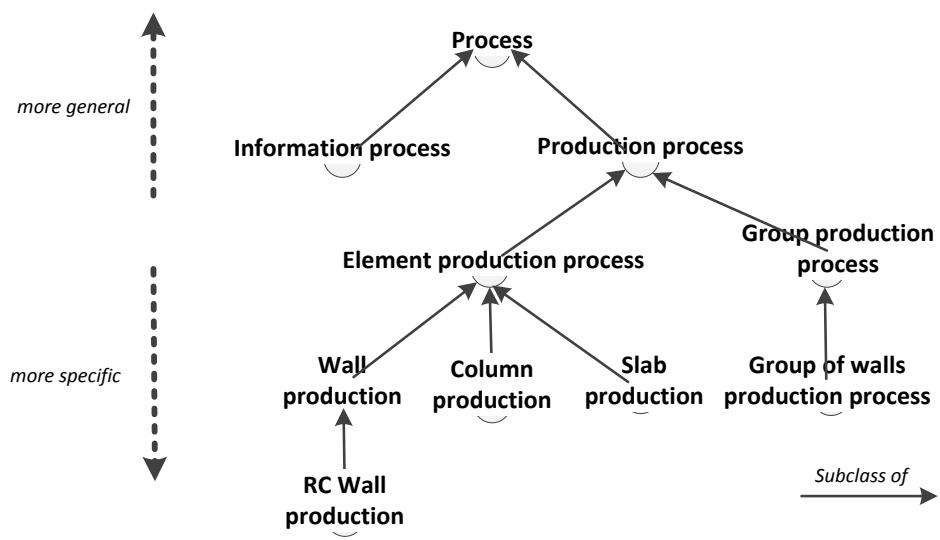 Process
more general
Information process
Production process
Group production
process
Element production process
more specific
Wall
production
Column
production
Slab
production
Group of walls
production process
RC Wall
production
Subclass of